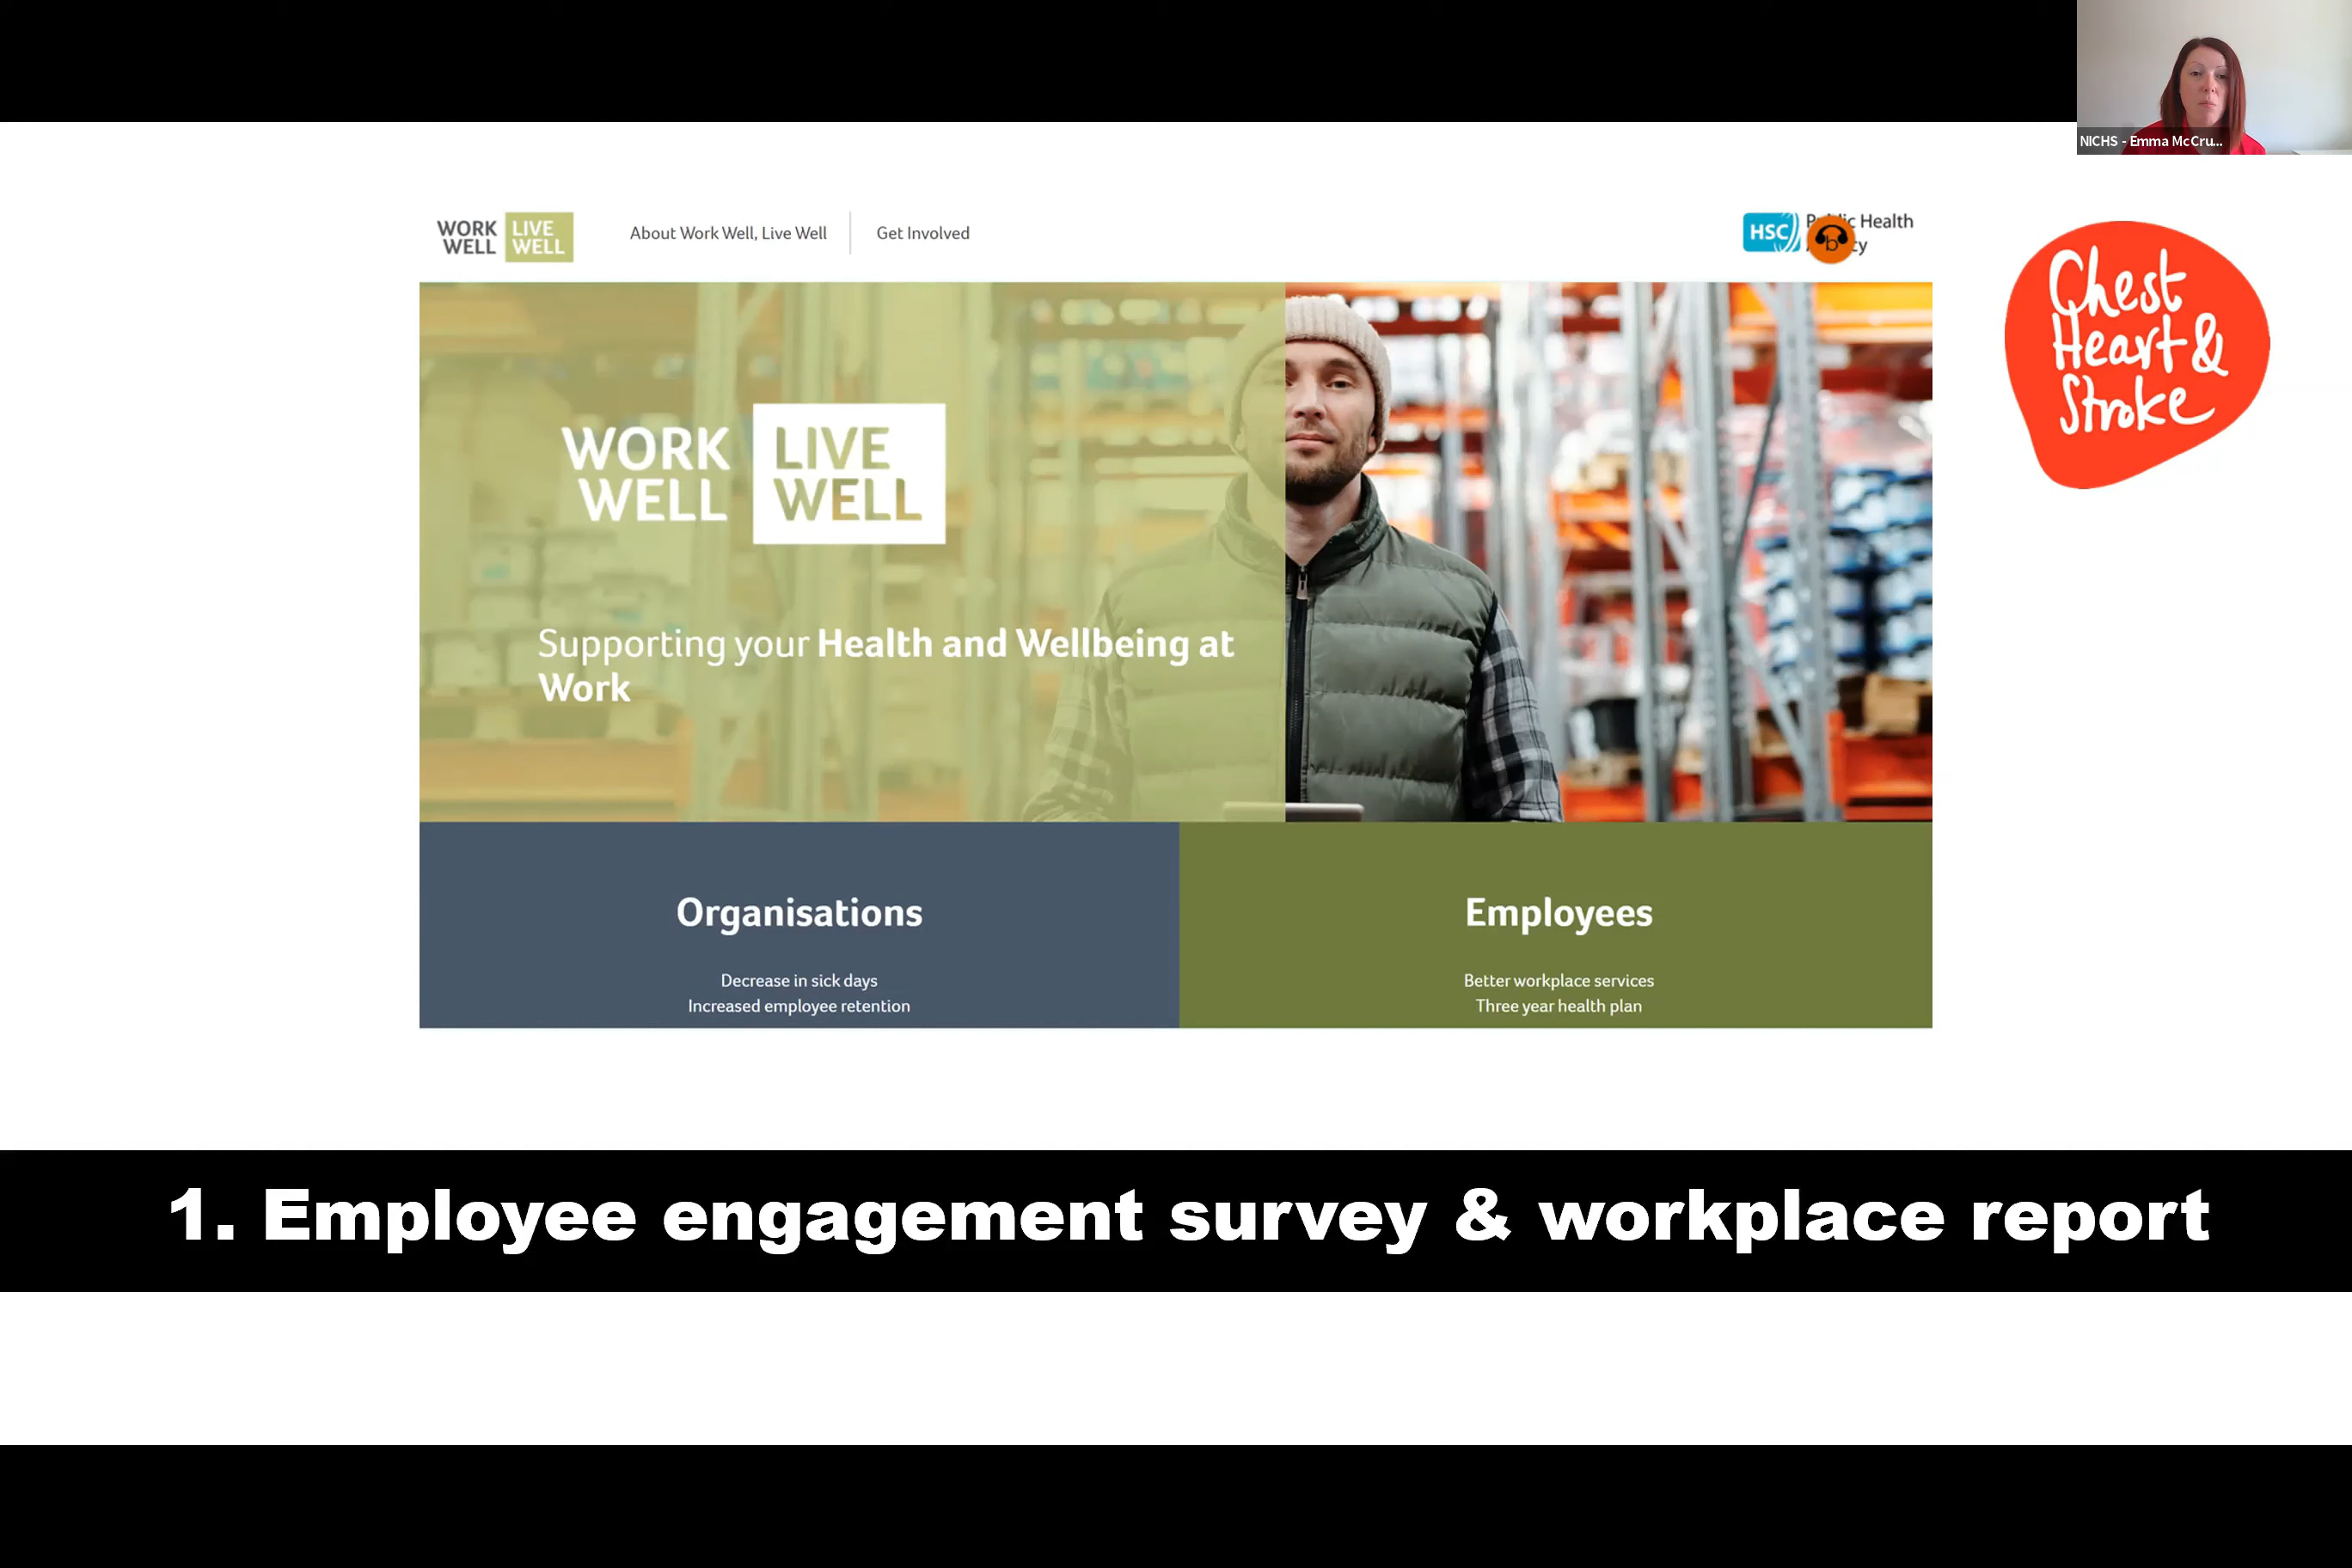 NICHS - Emma McCru...
WORK WELL LIVE WELL
About Work Well, Live Well
Get Involved
HSC
Health
Chest
Heart &
Stroke
WORK
WELL
LIVE
WELL
Supporting your Health and Wellbeing at
Work
Organisations
Decrease in sick days
Increased employee retention
Employees
Better workplace services
Three year health plan
1. Employee engagement survey & workplace report